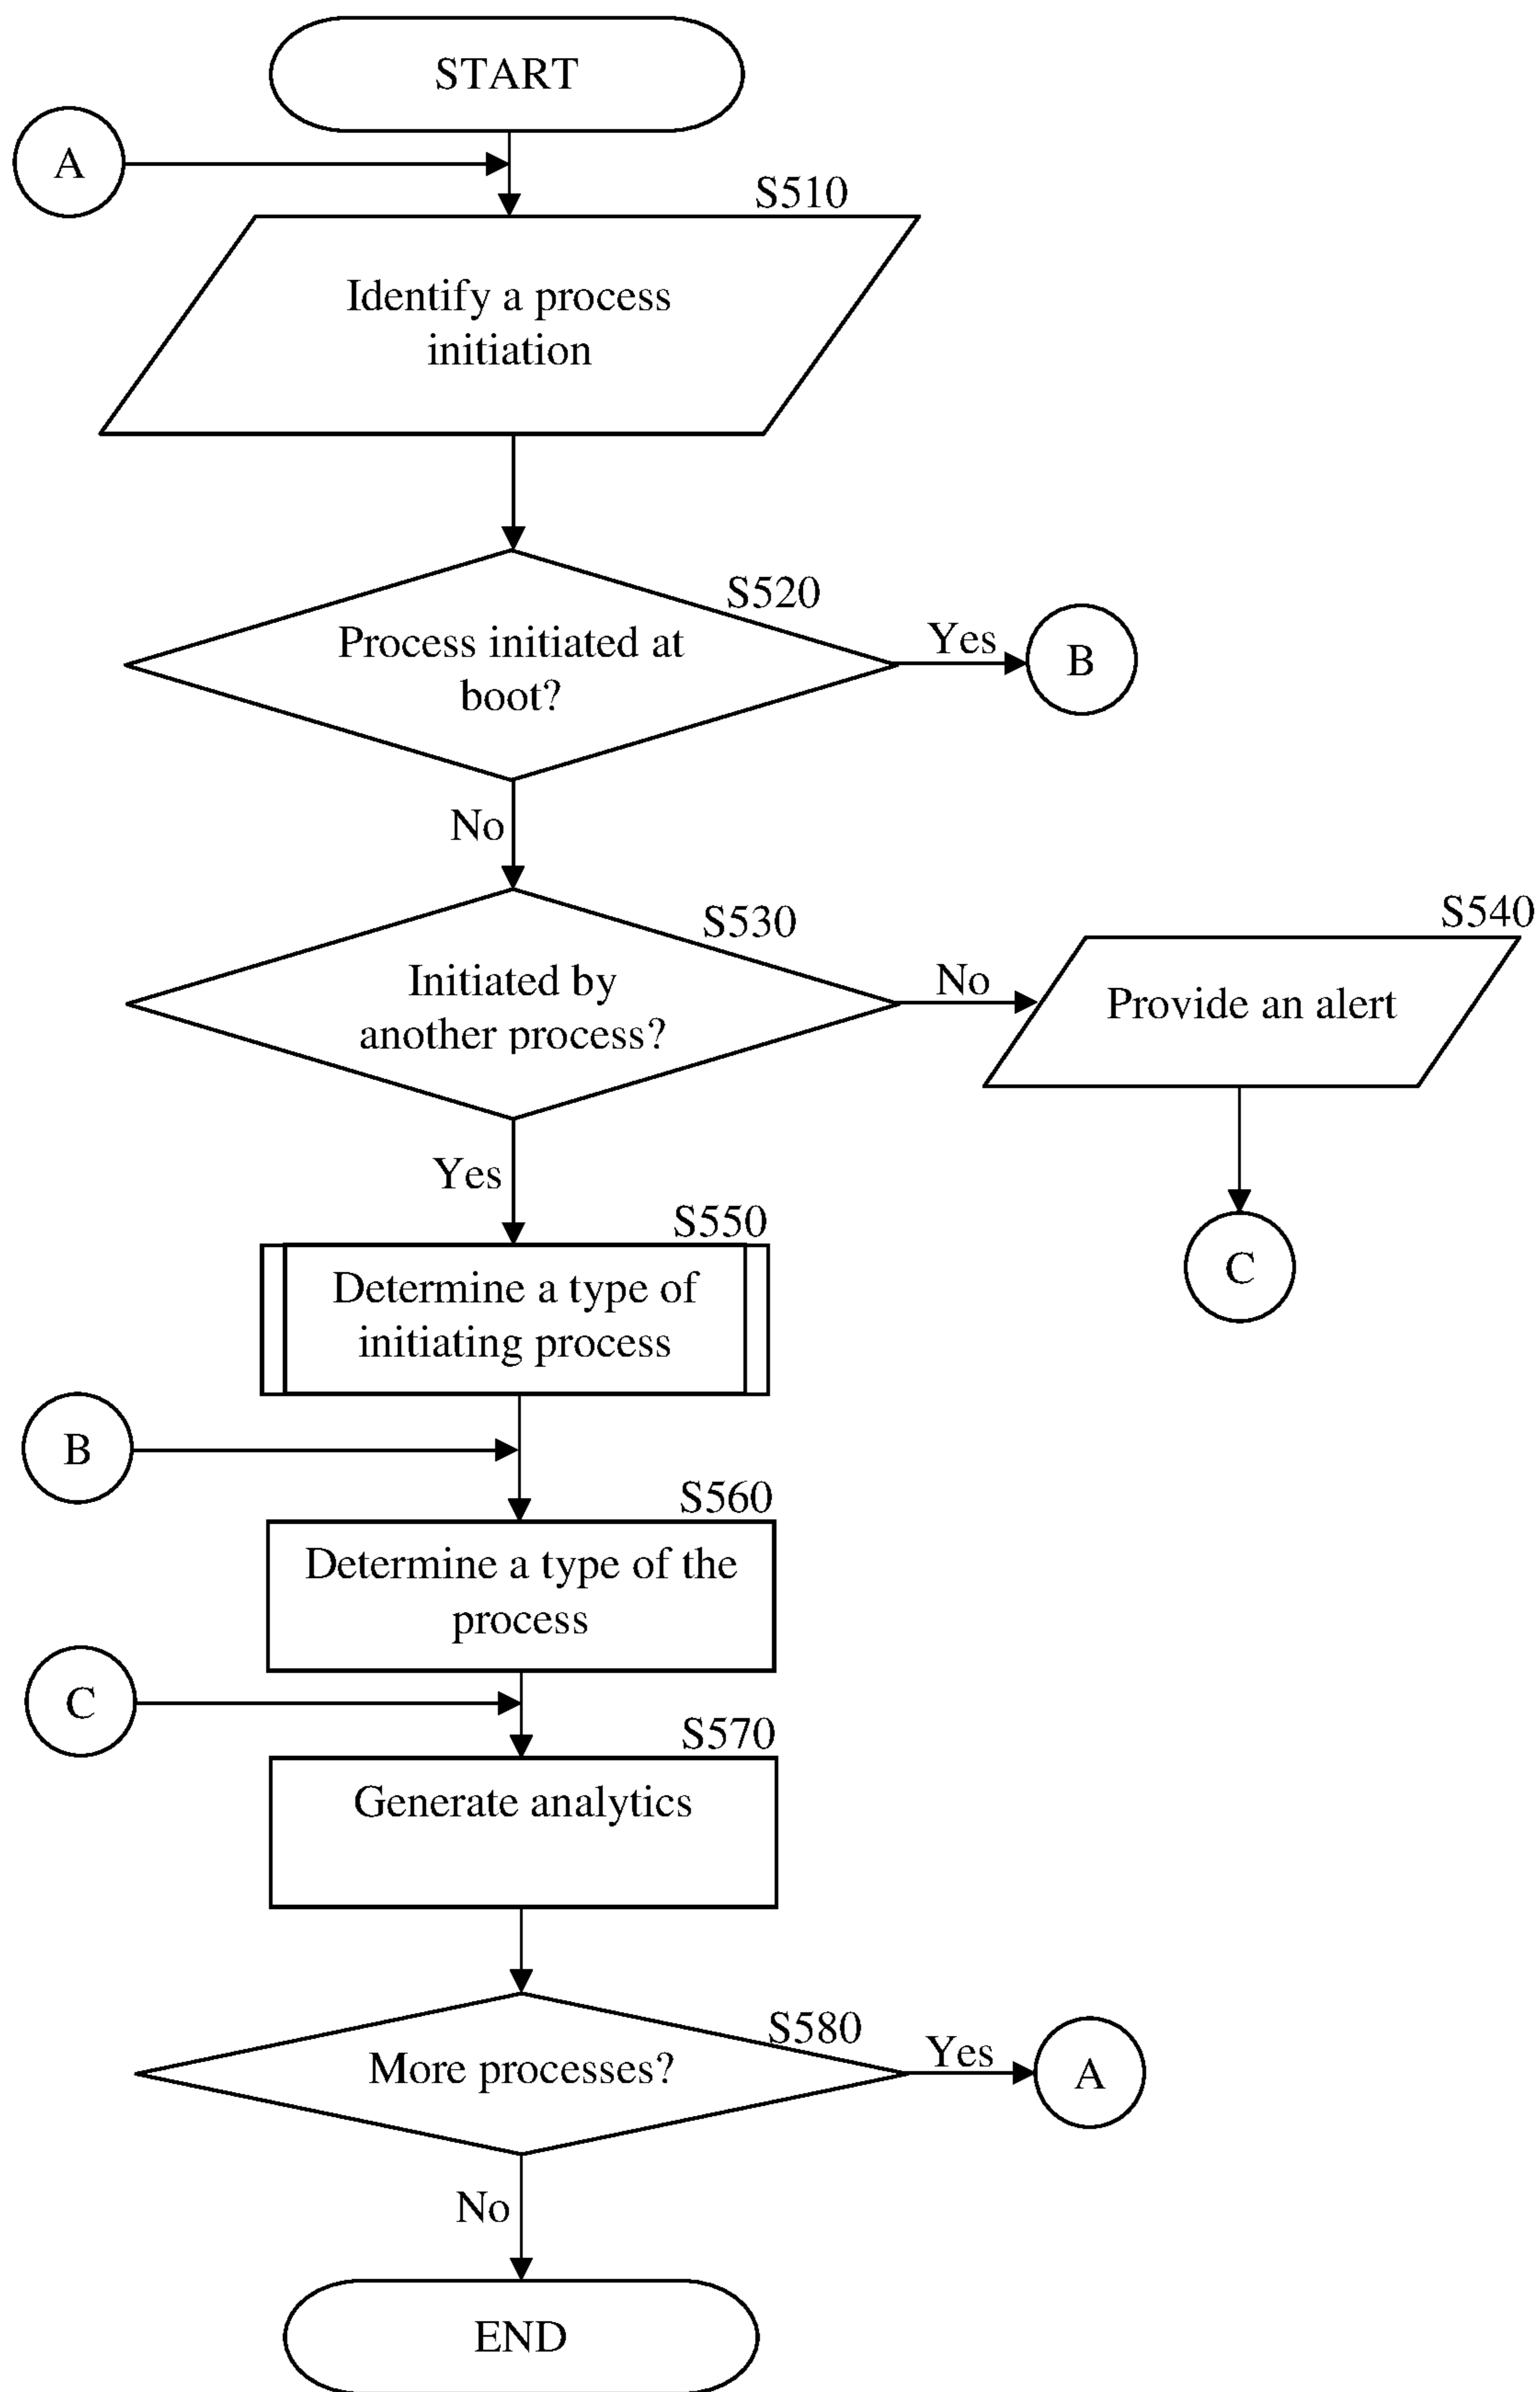 START
A
S510
Identify a process
initiation
S520
Process initiated at
boot?
Yes
B
No
S530
Initiated by
another process?
No
S540
Provide an alert
Yes
C
S550
Determine a type of
initiating process
B
S560
Determine a type of the
process
C
S570
Generate analytics
S580
More processes?
Yes
A
No
END